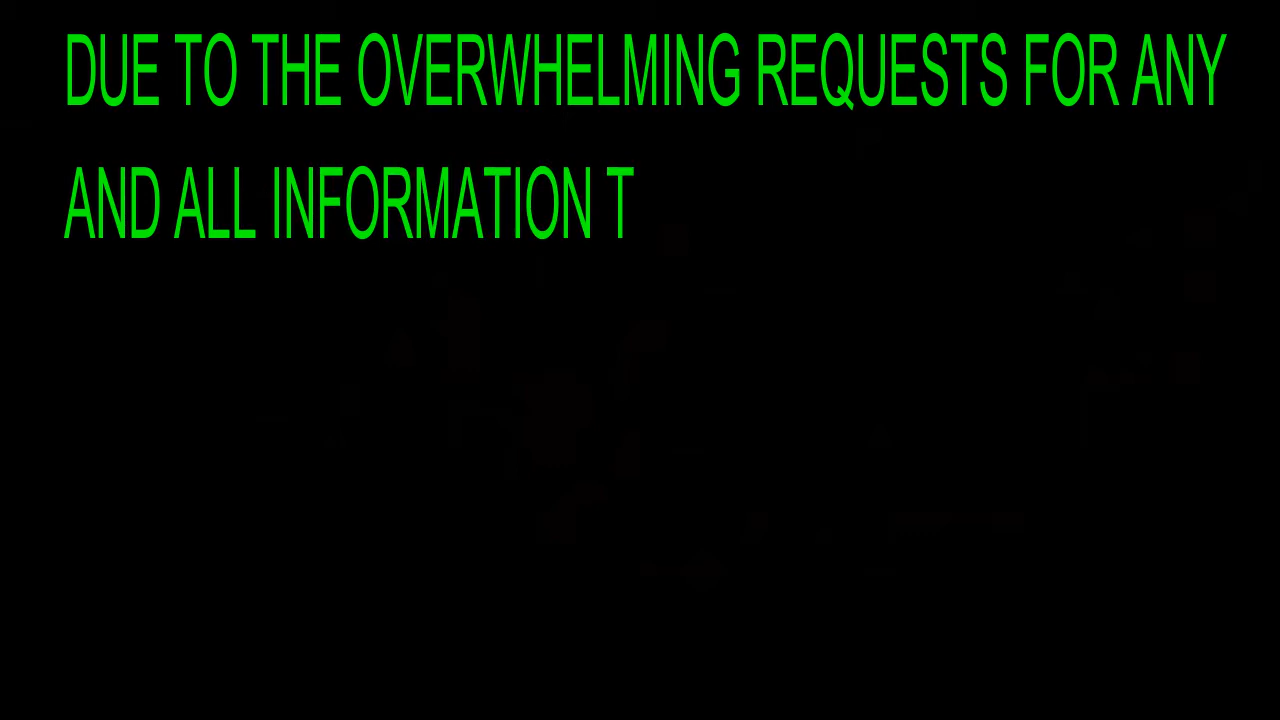 DUE TO THE OVERWHELMING REQUESTS FOR ANY
AND ALL INFORMATION T